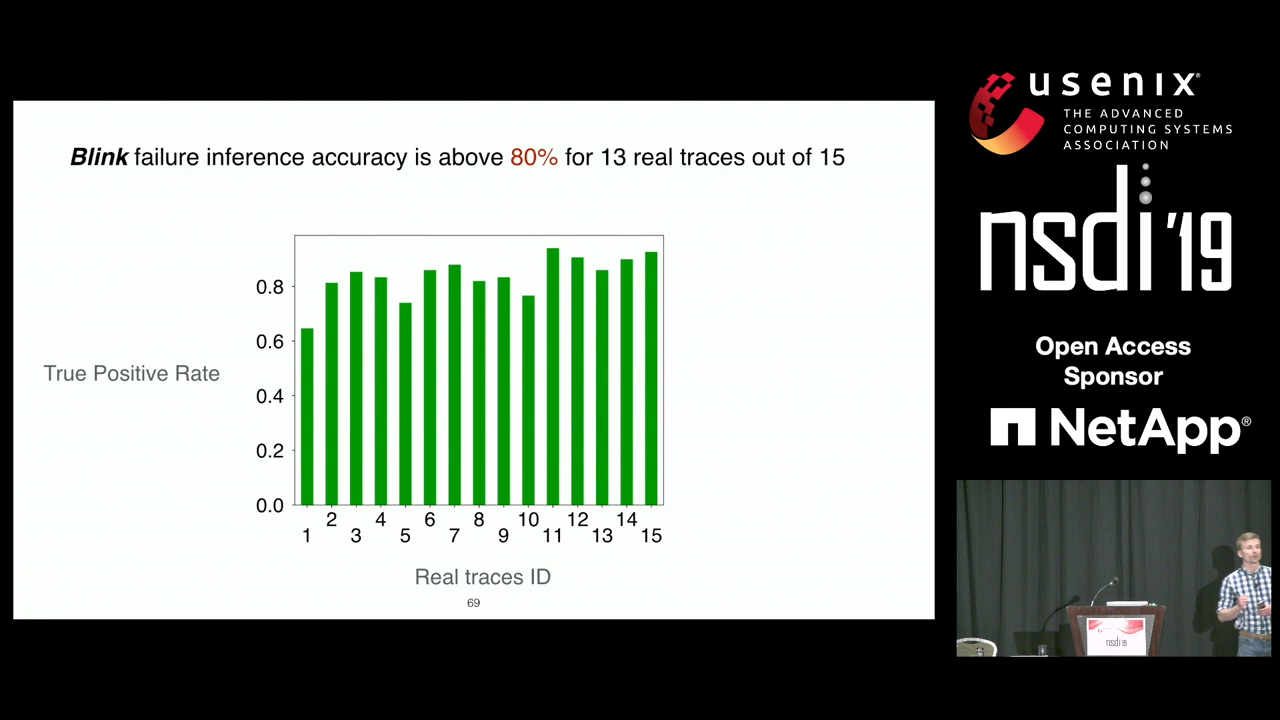 Blink failure inference accuracy is above 80% for 13 real traces out of 15
True Positive Rate
0.8
0.6
0.4
0.2
0.0
2 4 6 8 10 12 14
1 3 5 7 9 11 13 15
Real traces ID
69
usenix®
THE ADVANCED
COMPUTING SYSTEMS
ASSOCIATION
nsdi '19
Open Access
Sponsor
NetApp®
nsdi '19